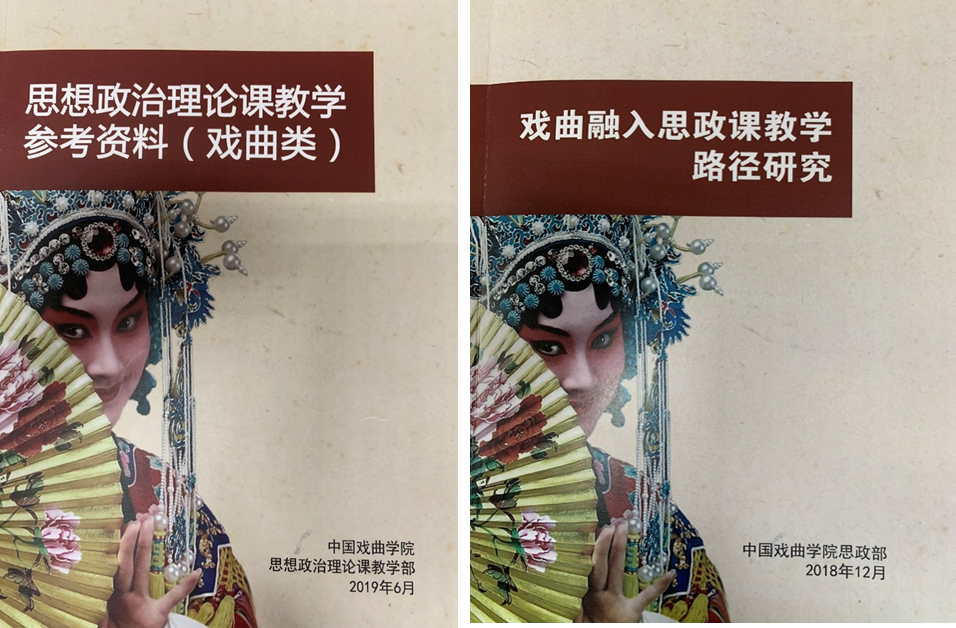 思想政治理论课教学
参考资料（戏曲类）
中国戏曲学院
思想政治理论课教学部
2019年6月
戏曲融入思政课教学
路径研究
中国戏曲学院思政部
2018年12月